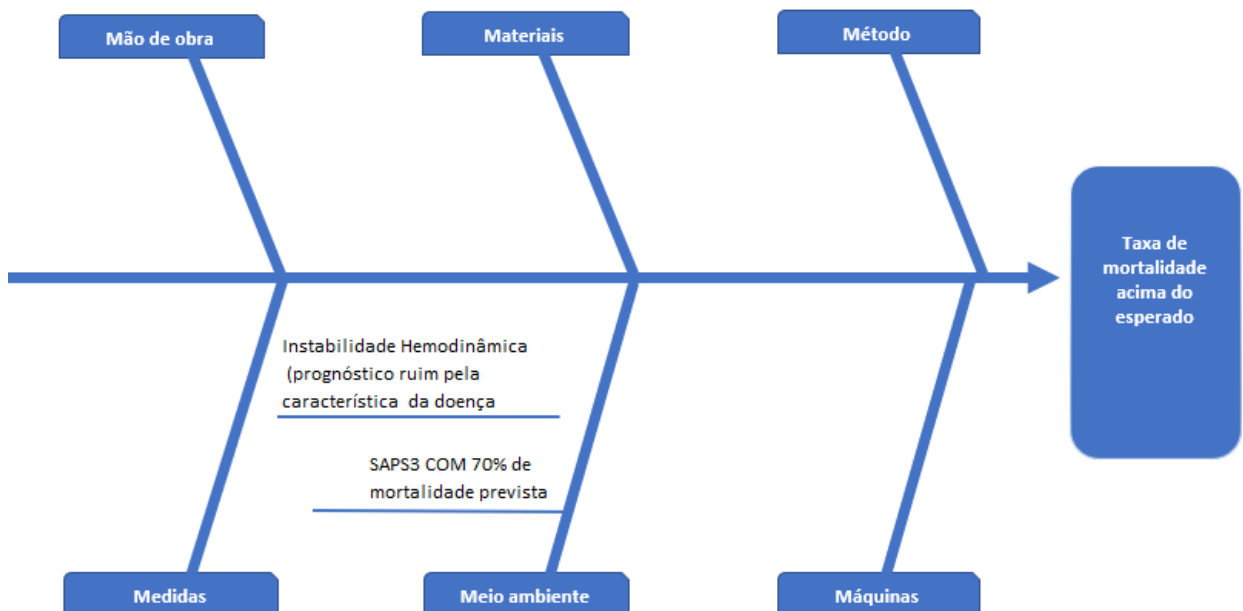 Mão de obra
Materiais
Método
Taxa de
mortalidade
acima do
esperado
Instabilidade Hemodinâmica
(prognóstico ruim pela
característica da doença
SAPS3 COM 70% de
mortalidade prevista
Medidas
Meio ambiente
Máquinas